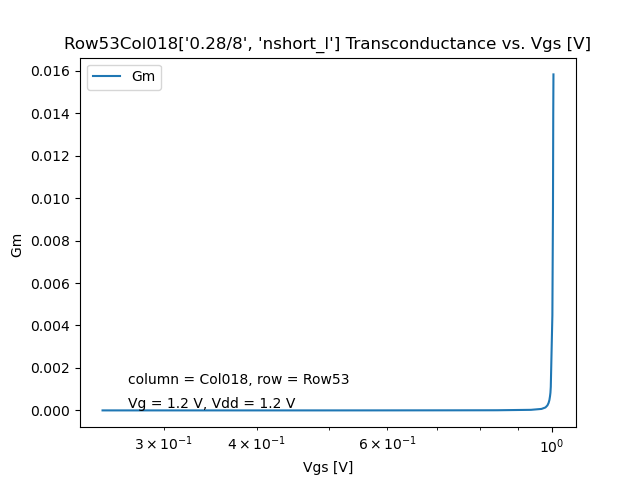 Row53Col018['0.28/8', 'nshort_l'] Transconductance vs. Vgs [V]
Gm
0.016
0.014
0.012
0.010
0.008
0.006
0.004
0.002
0.000
Gm
column = Col018, row = Row53
Vg = 1.2 V, Vdd = 1.2 V
3 × 10⁻¹ 4 × 10⁻¹ 6 × 10⁻¹ 10⁰
Vgs [V]